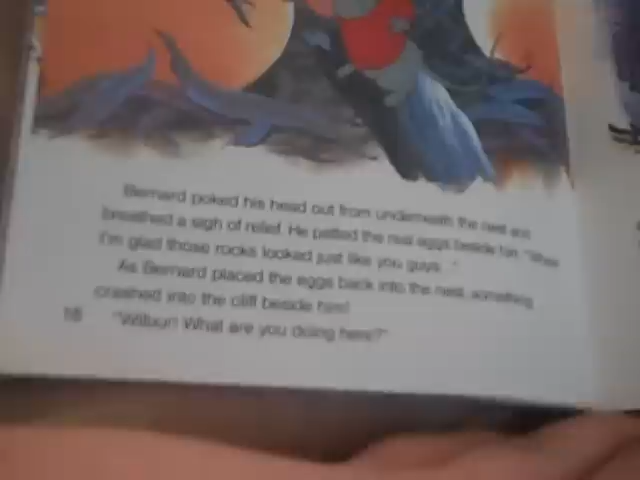 Bernard poked his head out from underneath the nest and
breathed a sigh of relief. He patted the real eggs beside him. "Whew
I'm glad those rocks looked just like you guys..."
As Bernard placed the eggs back into the nest, something
crashed into the cliff beside him!
"Wilbur! What are you doing here?"